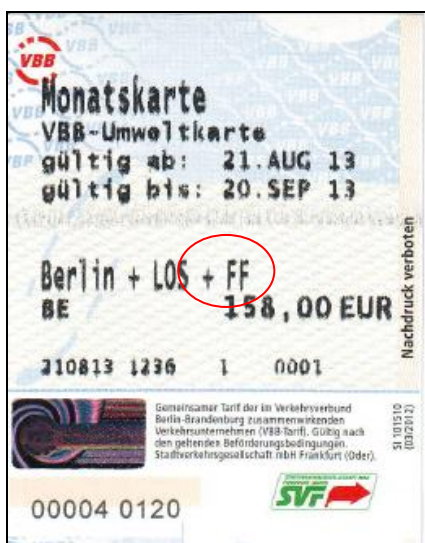 VBB
Monatskarte
VBB-Umweltkarte
gültig ab: 21.AUG 13
gültig bis: 20.SEP 13
Berlin + LOS + FF
BE 158,00 EUR
210813 1236 1 0001
Nachdruck verboten
Gemeinsamer Tarif der im Verkehrsverbund
Berlin-Brandenburg zusammenwirkenden
Verkehrsunternehmen (VBB-Tarif). Gültig nach
den geltenden Beförderungsbedingungen.
Stadtverkehrsgesellschaft mbH Frankfurt (Oder).
SI 101510
(03/2012)
SVF
00004 0120